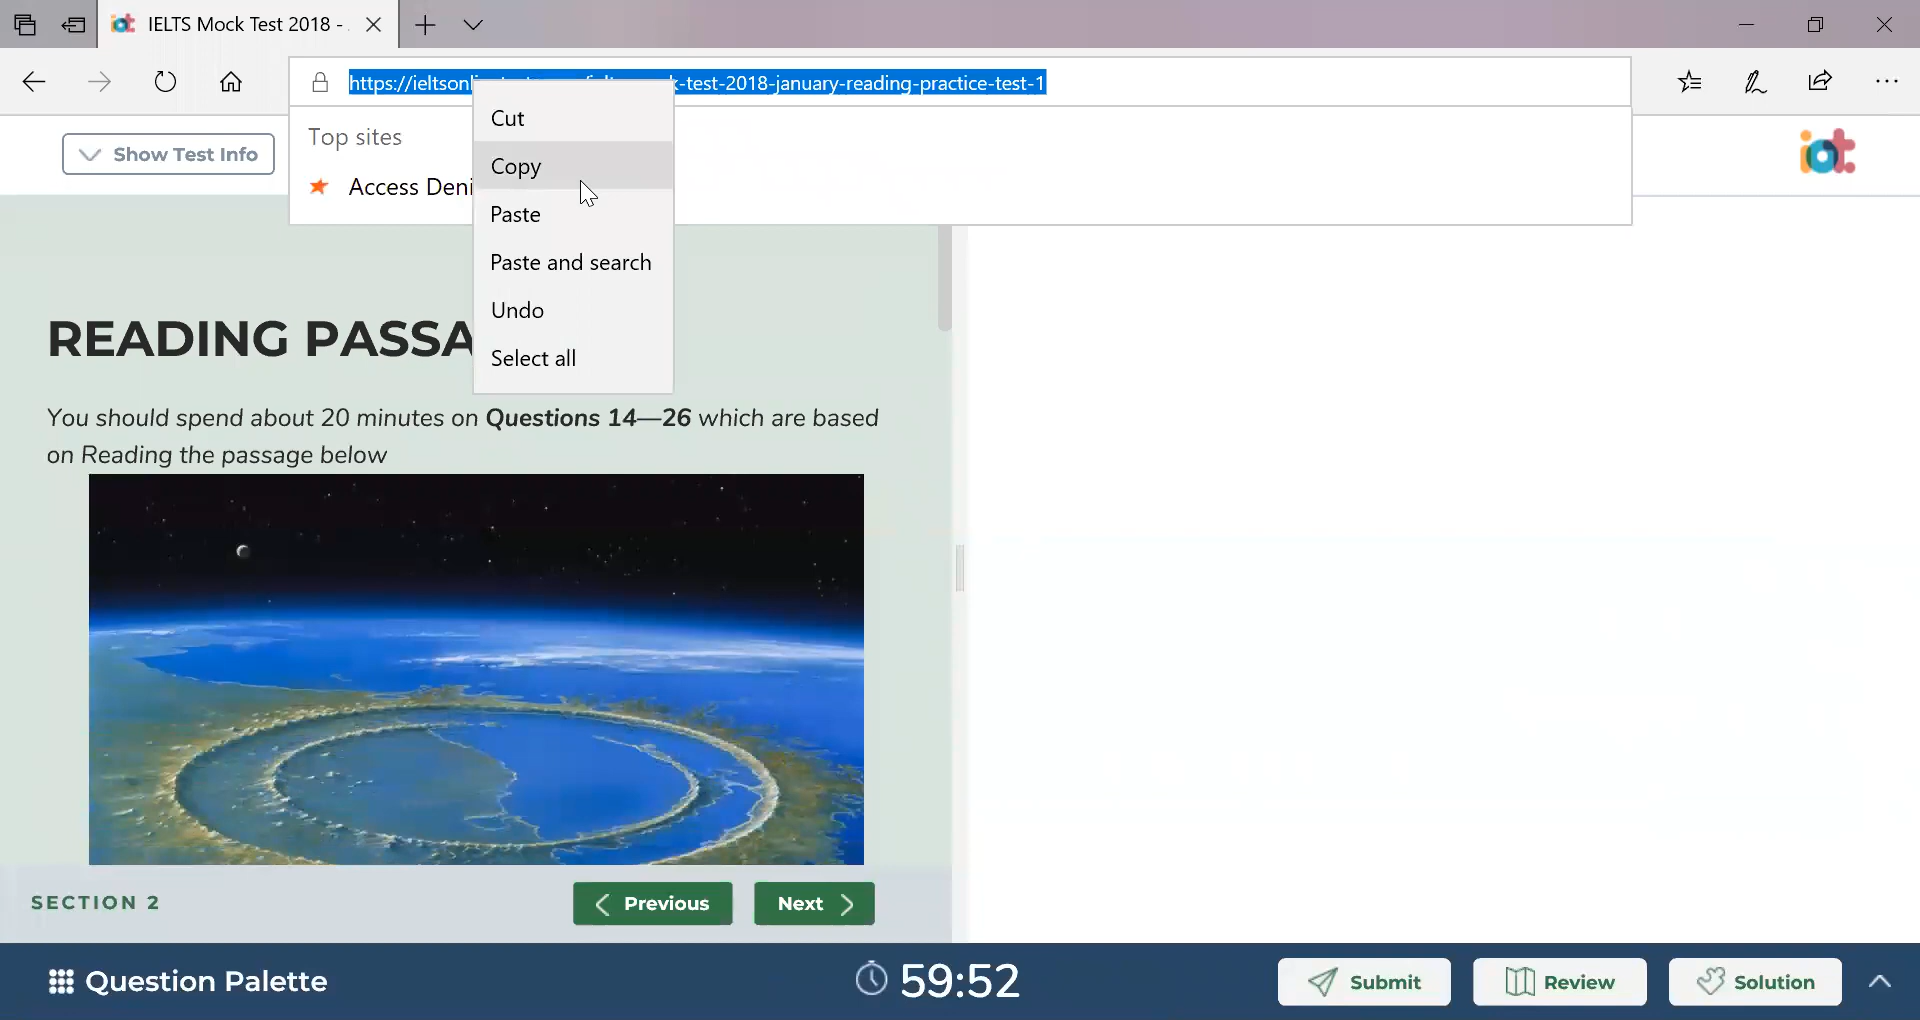 IELTS Mock Test 2018 -
https://ieltsonl
k-test-2018-january-reading-practice-test-1
Cut
Top sites
Show Test Info
iot
Copy
Access Deni
Paste
Paste and search
Undo
READING PASSA
Select all
You should spend about 20 minutes on Questions 14—26 which are based
on Reading the passage below
SECTION 2
Previous
Next
Question Palette
59:52
Submit
Review
Solution